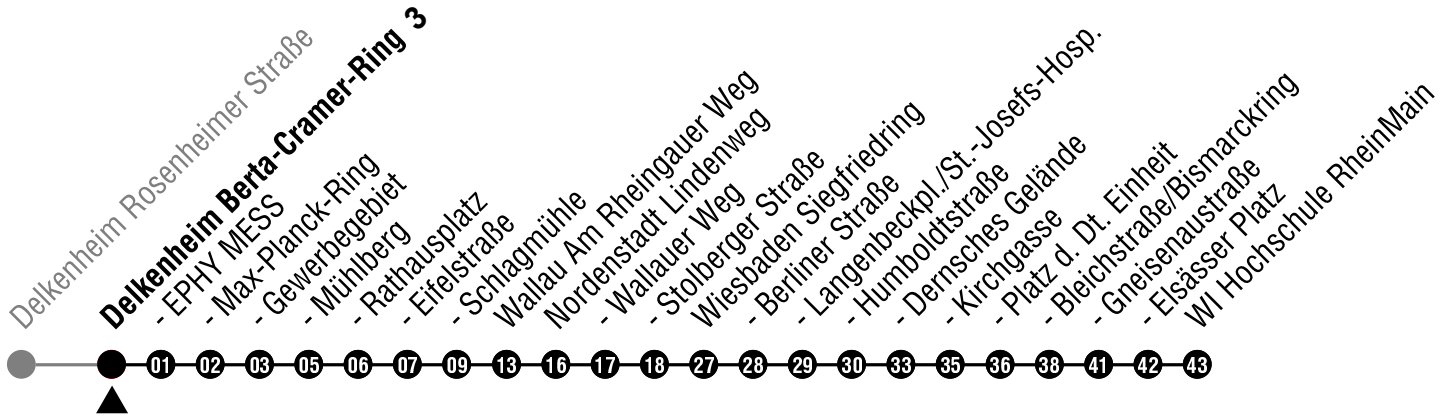 Delkenheim Rosenheimer Straße
Delkenheim Berta-Cramer-Ring 3
- EPHY MESS
- Max-Planck-Ring
- Gewerbegebiet
- Mühlberg
- Rathausplatz
- Eifelstraße
- Schlagmühle
Wallau Am Rheingauer Weg
Nordenstadt Lindenweg
- Wallauer Weg
- Stolberger Straße
Wiesbaden Siegfriedring
- Berliner Straße
- Langenbeckpl./St.-Josefs-Hosp.
- Humboldtstraße
- Dernsches Gelände
- Kirchgasse
- Platz d. Dt. Einheit
- Bleichstraße/Bismarckring
- Gneisenaustraße
- Elsässer Platz
WI Hochschule RheinMain
01 02 03 05 06 07 09 13 16 17 18 27 28 29 30 33 35 36 38 41 42 43